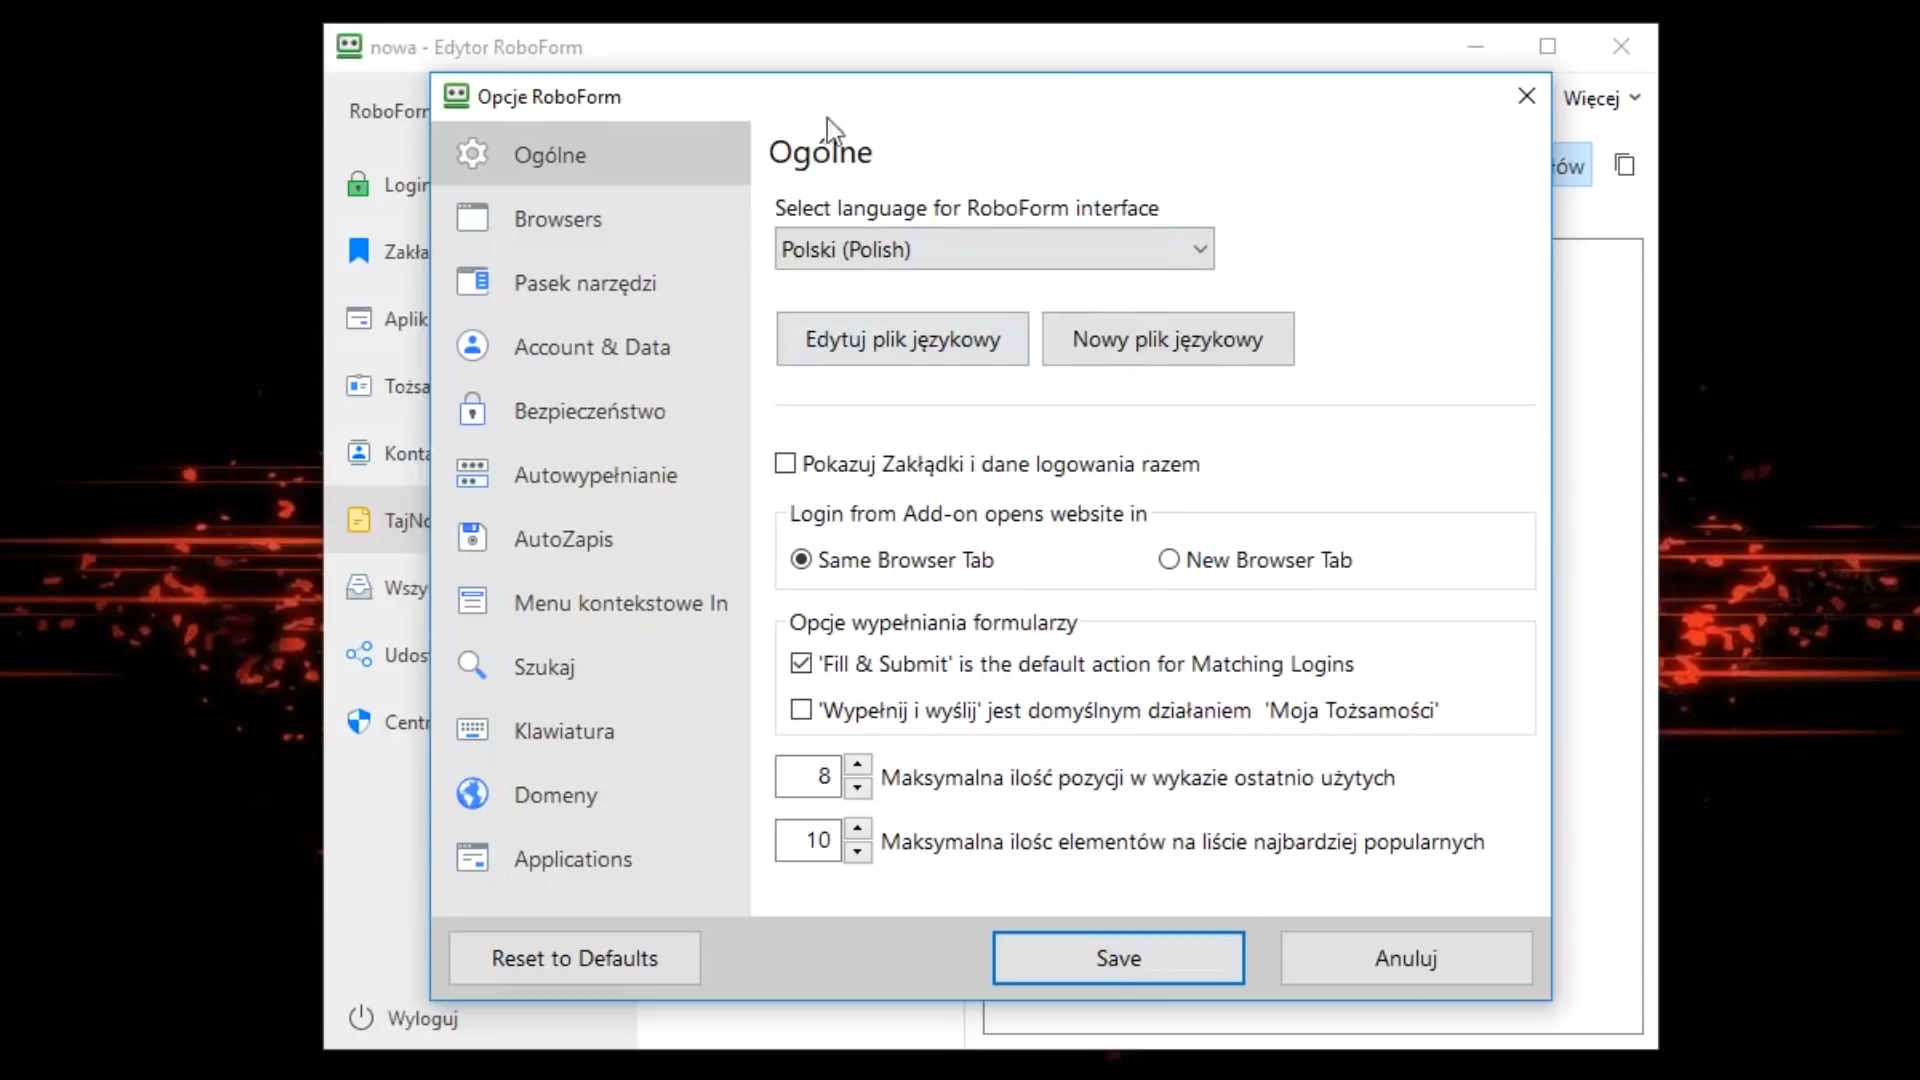 nowa - Edytor RoboForm
Opcje RoboForm
Więcej
RoboForm
Login
Zakła
Aplik
Tożsa
Konta
TajNo
Wszy
Udos
Centr
Wyloguj
Ogólne
Browsers
Pasek narzędzi
Account & Data
Bezpieczeństwo
Autowypełnianie
AutoZapis
Menu kontekstowe In
Szukaj
Klawiatura
Domeny
Applications
Ogólne
Select language for RoboForm interface
Polski (Polish)
Edytuj plik językowy
Nowy plik językowy
Pokazuj Zakłądki i dane logowania razem
Login from Add-on opens website in
Same Browser Tab
New Browser Tab
Opcje wypełniania formularzy
'Fill & Submit' is the default action for Matching Logins
'Wypełnij i wyślij' jest domyślnym działaniem 'Moja Tożsamości'
8 Maksymalna ilość pozycji w wykazie ostatnio użytych
10 Maksymalna ilośc elementów na liście najbardziej popularnych
Reset to Defaults
Save
Anuluj